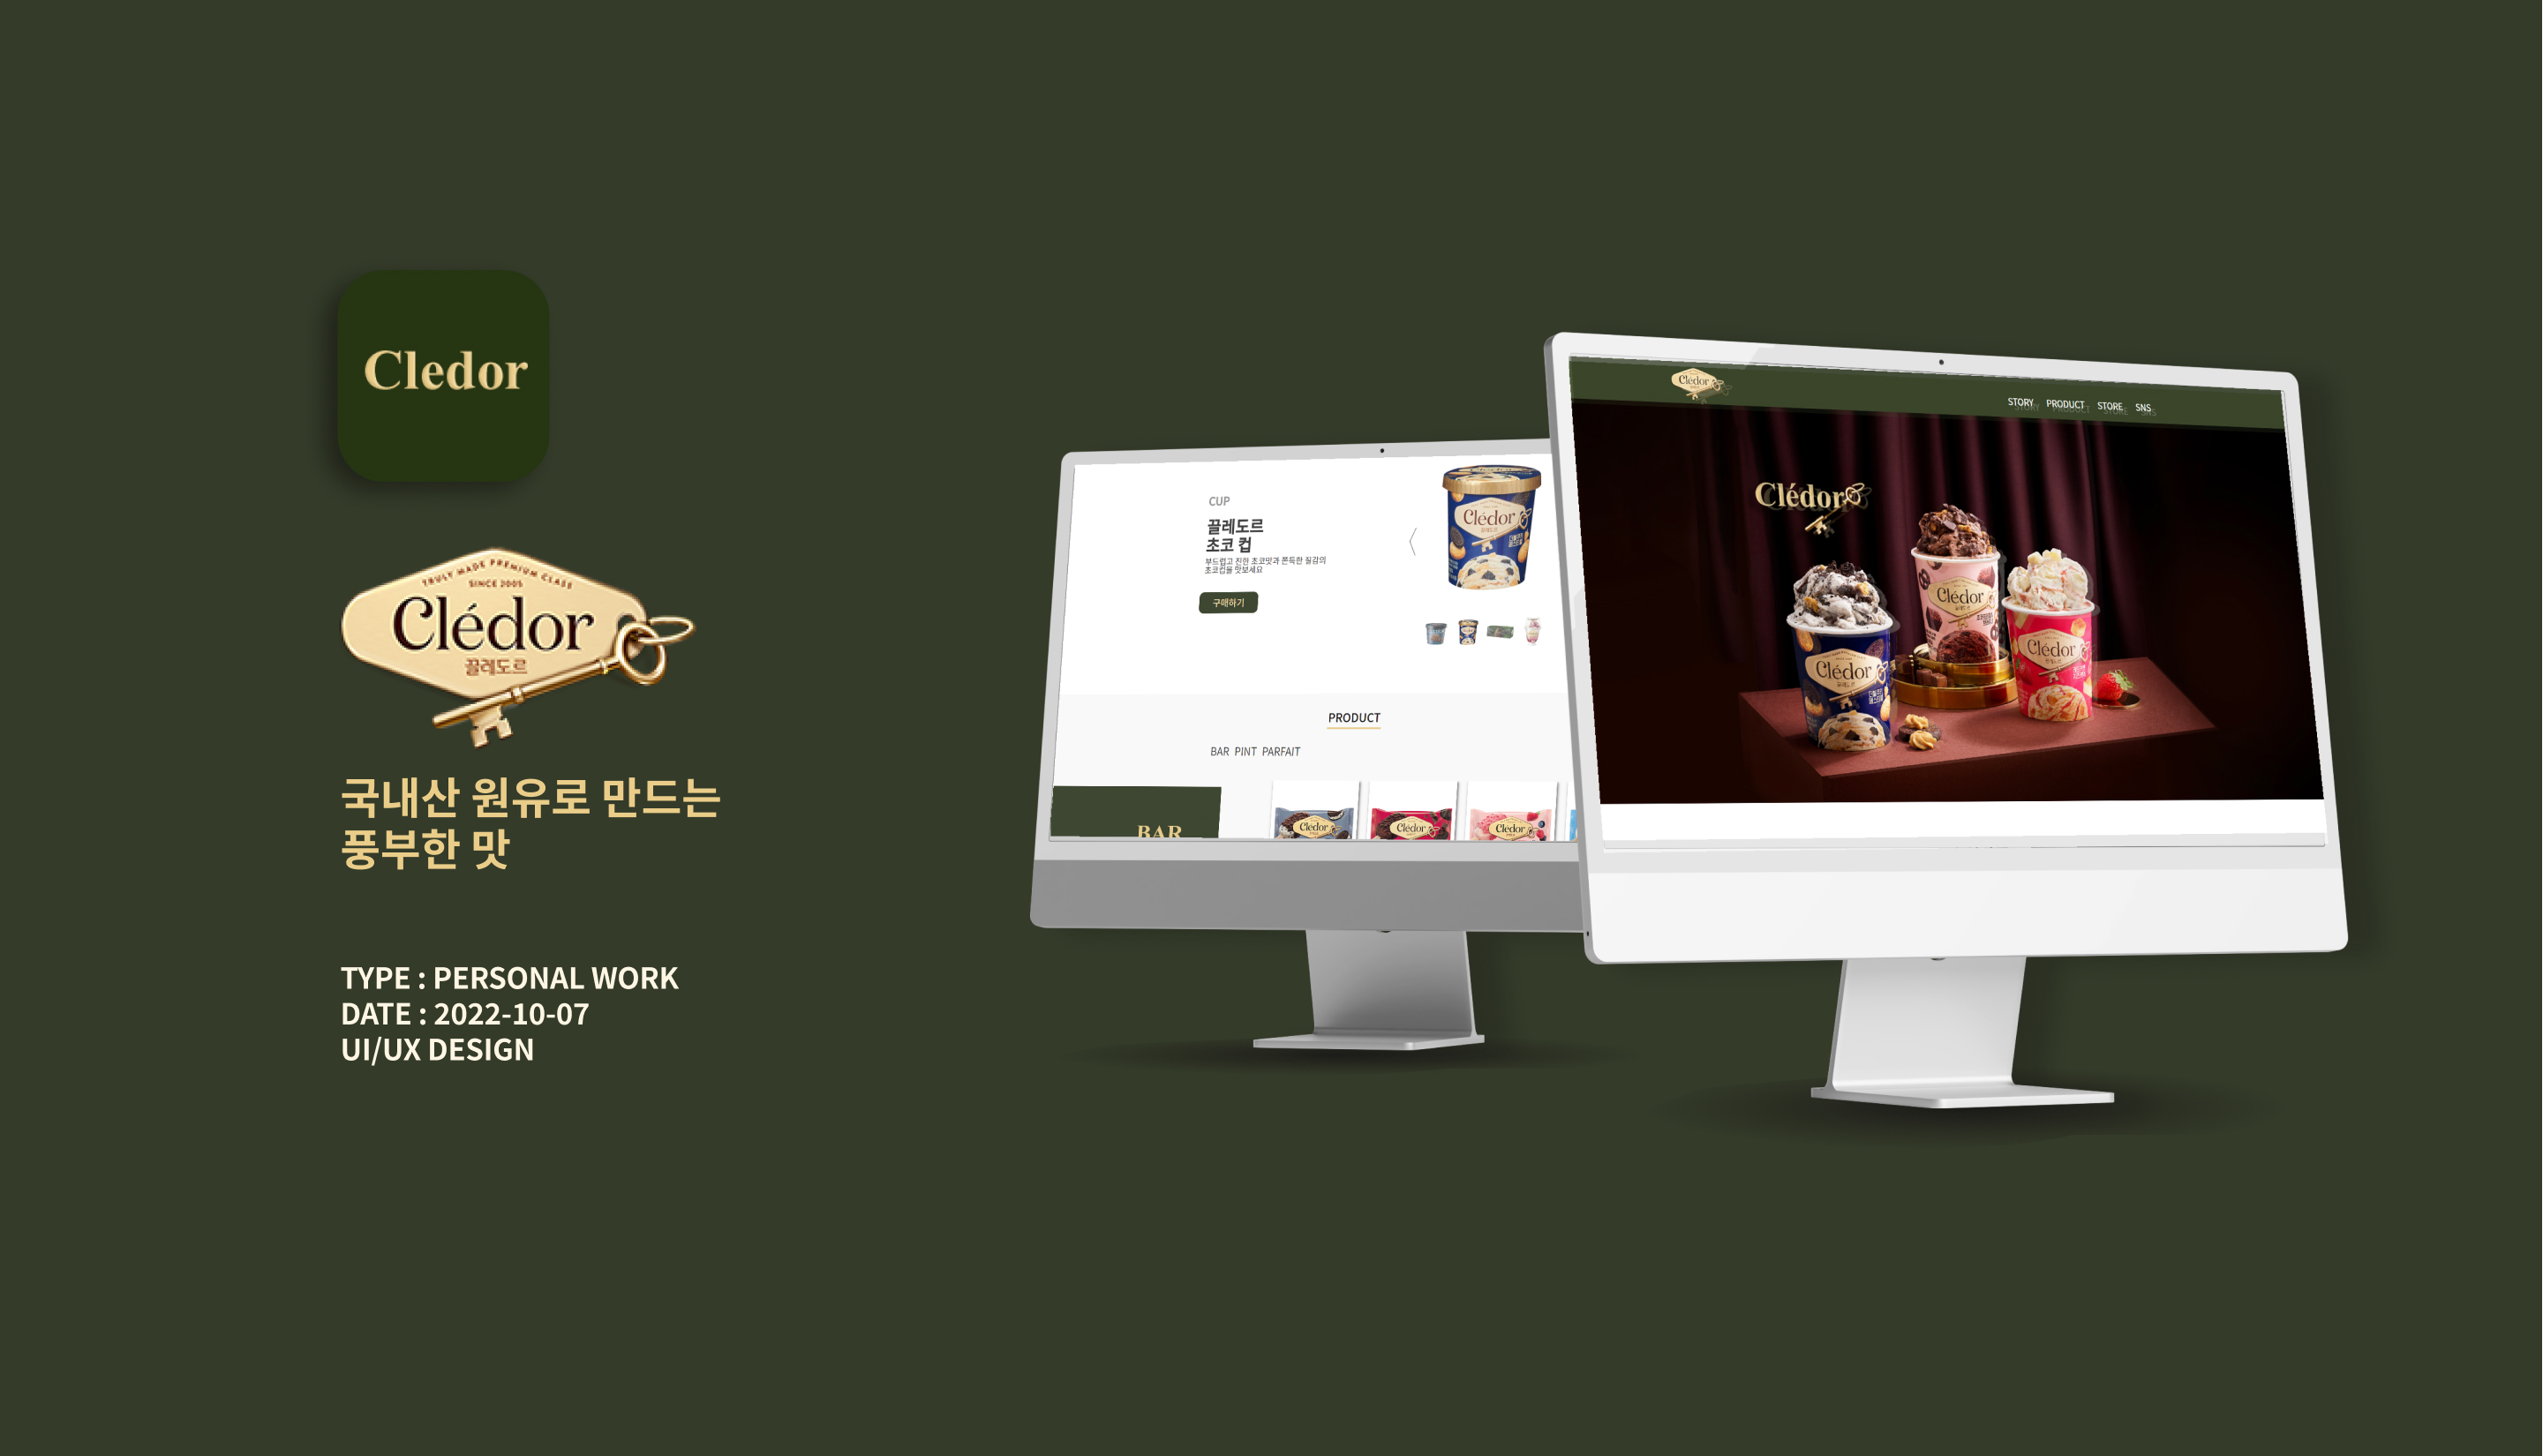 Cledor
TRULY MADE PREMIUM CLASS
SINCE 2005
Clédor
끌레도르
국내산 원유로 만드는
풍부한 맛
TYPE : PERSONAL WORK
DATE : 2022-10-07
UI/UX DESIGN
CUP
끌레도르
초코 컵
부드럽고 진한 초코맛과 쫀득한 질감의
초코컵을 맛보세요
구매하기
Clédor
PRODUCT
BAR PINT PARFAIT
BAR
Clédor
Clédor
Clédor
Clédor
STORY PRODUCT STORE SNS
Clédor
Clédor
Clédor
Clédor